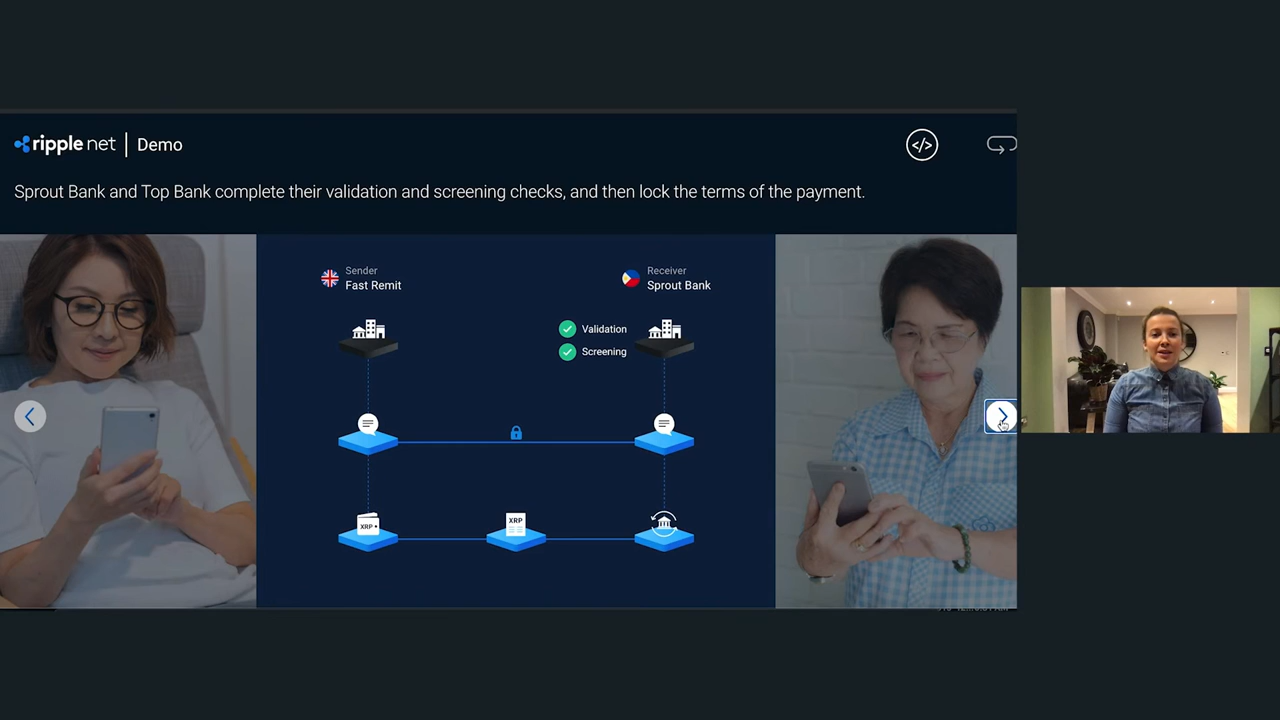 ripple net | Demo
</>
Sprout Bank and Top Bank complete their validation and screening checks, and then lock the terms of the payment.
Sender
Fast Remit
Receiver
Sprout Bank
Validation
Screening
XRP
XRP